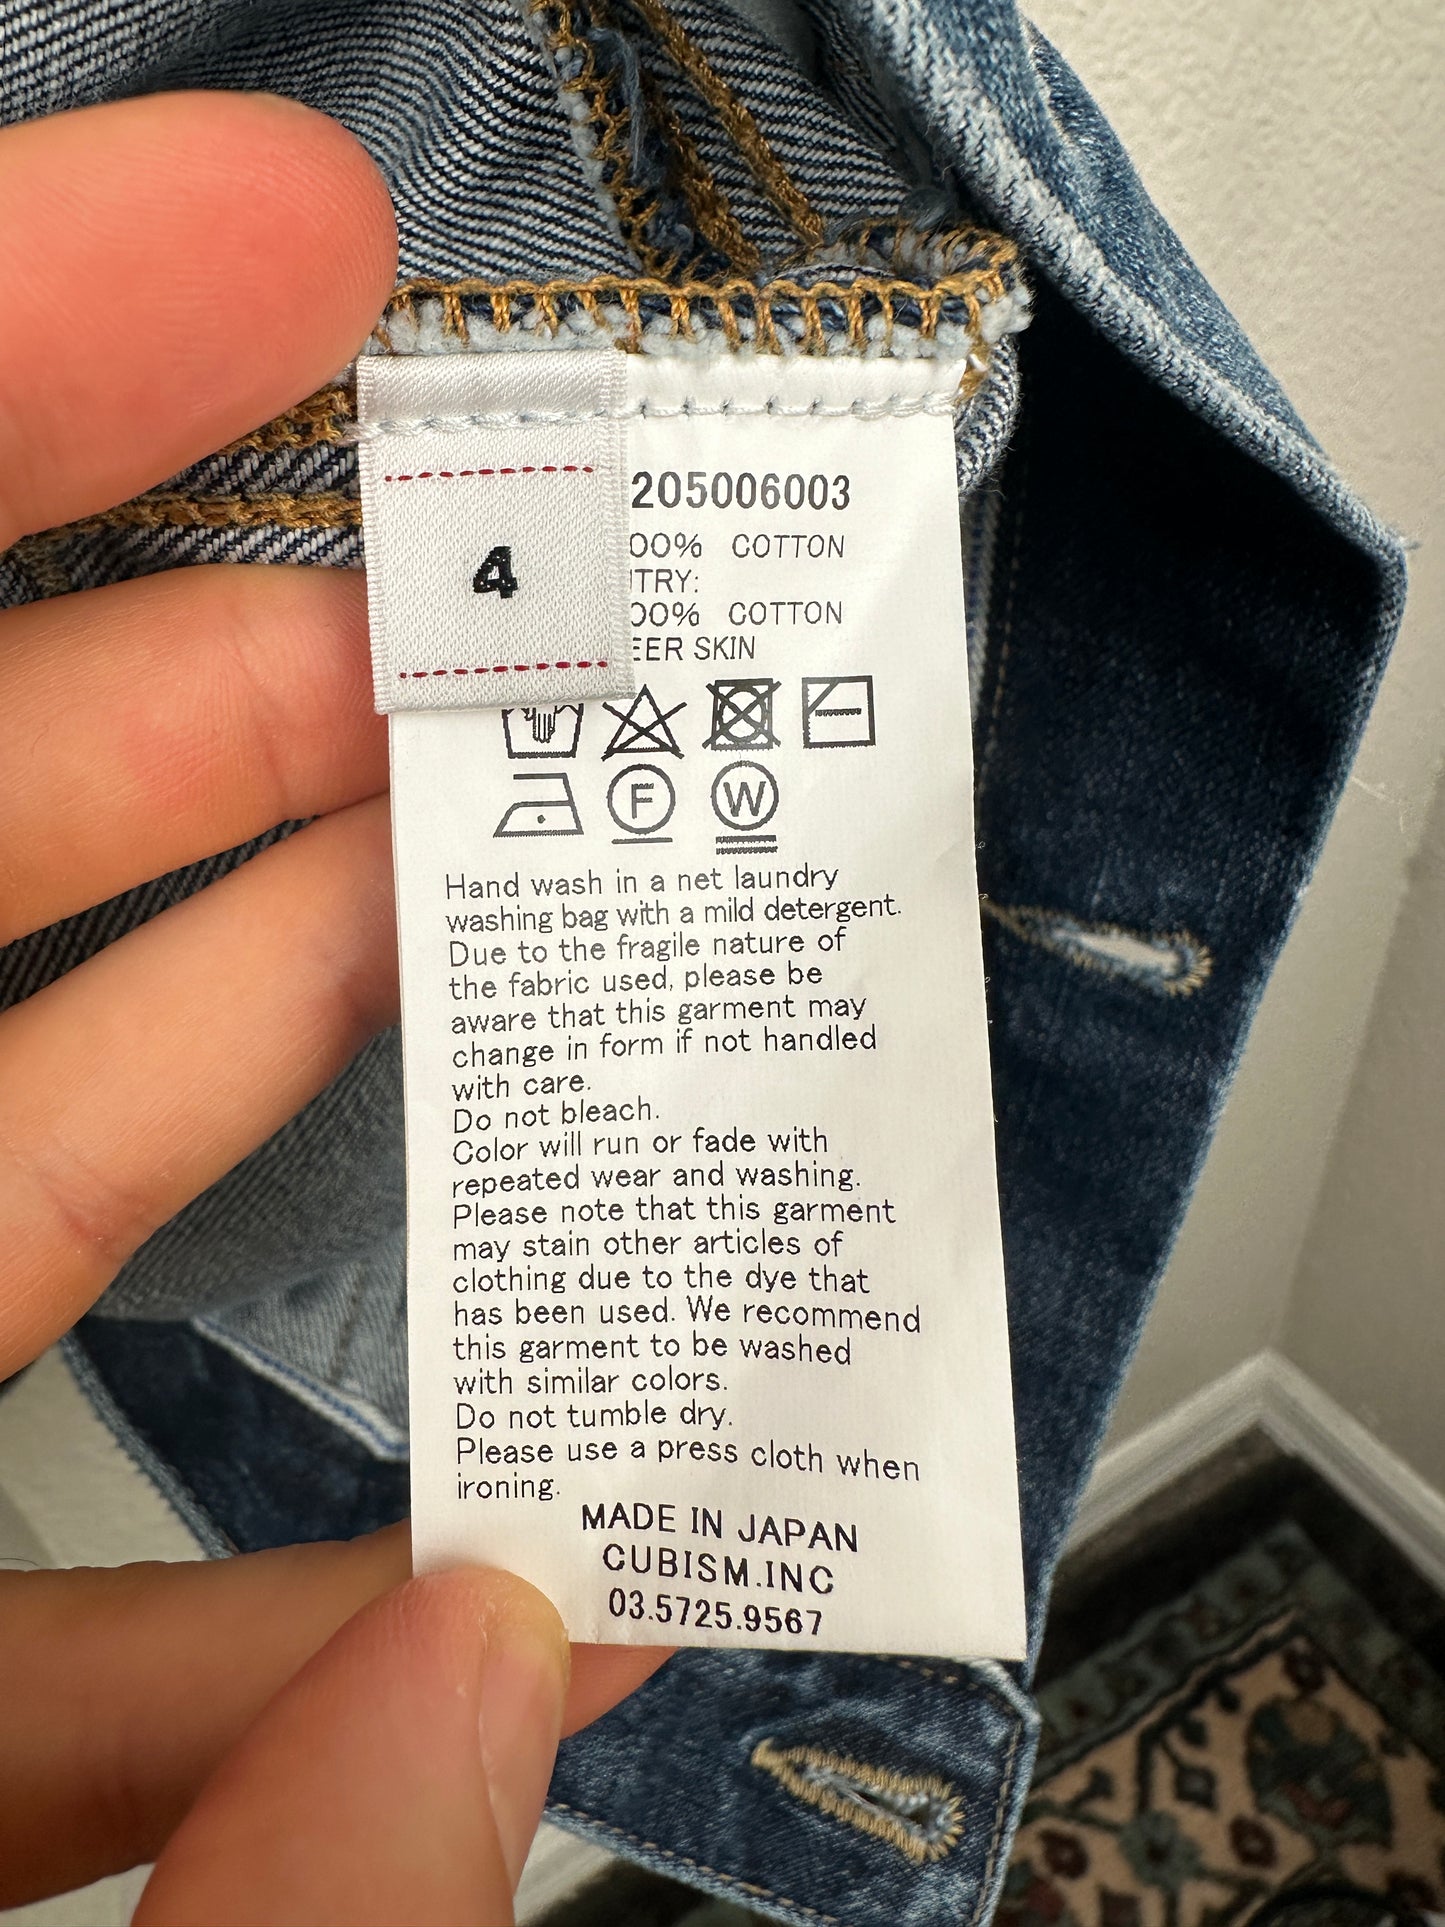 4
205006003
00% COTTON
TRY:
00% COTTON
EER SKIN
F
W
Hand wash in a net laundry
washing bag with a mild detergent.
Due to the fragile nature of
the fabric used, please be
aware that this garment may
change in form if not handled
with care.
Do not bleach.
Color will run or fade with
repeated wear and washing.
Please note that this garment
may stain other articles of
clothing due to the dye that
has been used. We recommend
this garment to be washed
with similar colors.
Do not tumble dry.
Please use a press cloth when
ironing.
MADE IN JAPAN
CUBISM.INC
03.5725.9567